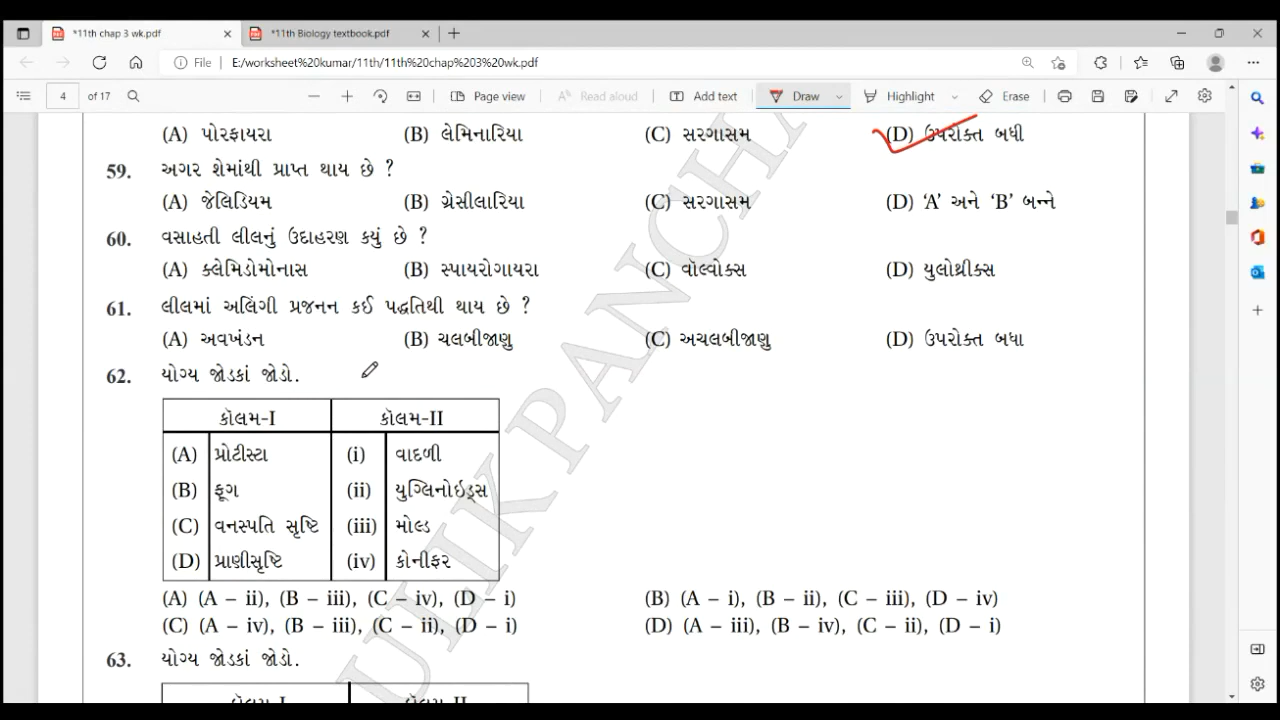 *11th chap 3 wk.pdf
*11th Biology textbook.pdf
File E:/worksheet%20kumar/11th/11th%20chap%203%20wk.pdf
4 of 17 Page view Read aloud Add text Draw Highlight Erase
(A) પોરફાયરા (B) લેમિનારિયા (C) સરગાસમ (D) ઉપરોક્ત બધી
59. અગર શેમાંથી પ્રાપ્ત થાય છે ?
(A) જેલિડિયમ (B) ગ્રેસીલારિયા (C) સરગાસમ (D) ‘A’ અને ‘B’ બન્ને
60. વસાહતી લીલનું ઉદાહરણ કયું છે ?
(A) ક્લેમિડોમોનાસ (B) સ્પાયરોગાયરા (C) વૉલ્વોક્સ (D) યુલોથ્રીક્સ
61. લીલમાં અલિંગી પ્રજનન કઈ પદ્ધતિથી થાય છે ?
(A) અવખંડન (B) ચલબીજાણુ (C) અચલબીજાણુ (D) ઉપરોક્ત બધા
62. યોગ્ય જોડકાં જોડો.
કૉલમ-I કૉલમ-II
(A) પ્રોટીસ્ટા (i) વાદળી
(B) ફૂગ (ii) યુગ્લિનોઇડ્સ
(C) વનસ્પતિ સૃષ્ટિ (iii) મોલ્ડ
(D) પ્રાણીસૃષ્ટિ (iv) કોનીફર
(A) (A – ii), (B – iii), (C – iv), (D – i) (B) (A – i), (B – ii), (C – iii), (D – iv)
(C) (A – iv), (B – iii), (C – ii), (D – i) (D) (A – iii), (B – iv), (C – ii), (D – i)
63. યોગ્ય જોડકાં જોડો.